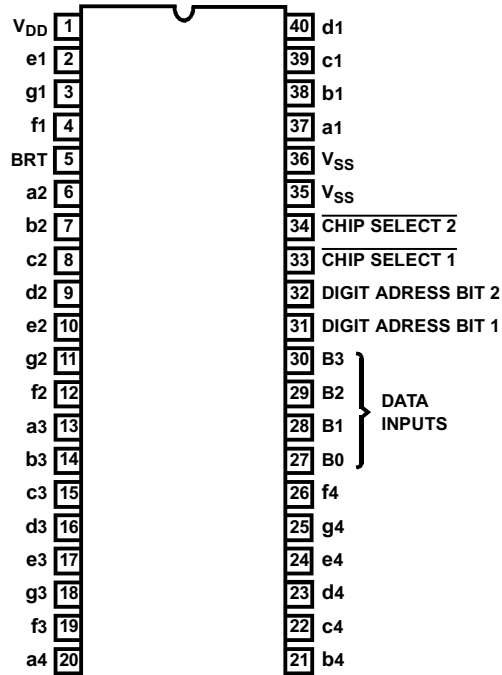 VDD 1 40 d1
e1 2 39 c1
g1 3 38 b1
f1 4 37 a1
BRT 5 36 VSS
a2 6 35 VSS
b2 7 34 CHIP SELECT 2
c2 8 33 CHIP SELECT 1
d2 9 32 DIGIT ADRESS BIT 2
e2 10 31 DIGIT ADRESS BIT 1
g2 11 30 B3
f2 12 29 B2
a3 13 28 B1
b3 14 27 B0
DATA
INPUTS
c3 15 26 f4
d3 16 25 g4
e3 17 24 e4
g3 18 23 d4
f3 19 22 c4
a4 20 21 b4